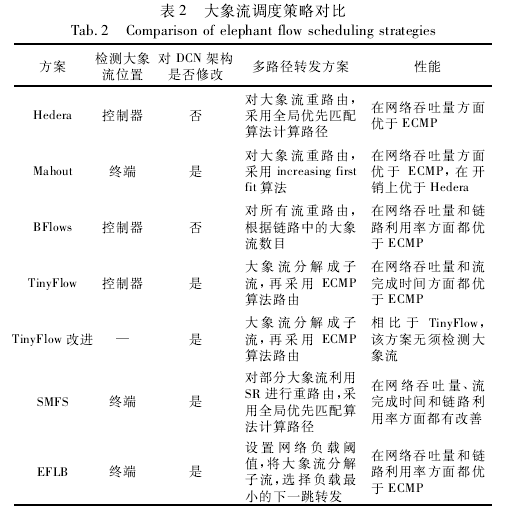 表 2 大象流调度策略对比
Tab. 2 Comparison of elephant flow scheduling strategies
方案
检测大象
流位置
对 DCN 架构
是否修改
多路径转发方案
性能
Hedera
控制器
否
对大象流重路由，
采用全局优先匹配
算法计算路径
在网络吞吐量方面
优于 ECMP
Mahout
终端
是
对大象流重路由，
采用 increasing first
fit 算法
在网络吞吐量方面
优于 ECMP，在开
销上优于 Hedera
BFlows
控制器
否
对所有流重路由，
根据链路中的大象
流数目
在网络吞吐量和链
路利用率方面都优
于 ECMP
TinyFlow
控制器
是
大象流分解成子
流，再采用 ECMP
算法路由
在网络吞吐量和流
完成时间方面都优
于 ECMP
TinyFlow 改进
—
是
大象流分解成子
流，再采用 ECMP
算法路由
相比于 TinyFlow，
该方案无须检测大
象流
SMFS
终端
是
对部分大象流利用
SR 进行重路由，采
用全局优先匹配算
法计算路径
在网络吞吐量、流
完成时间和链路利
用率方面都有改善
EFLB
终端
是
设置网络负载阈
值，将大象流分解
子流，选择负载最
小的下一跳转发
在网络吞吐量和链
路利用率方面都优
于 ECMP